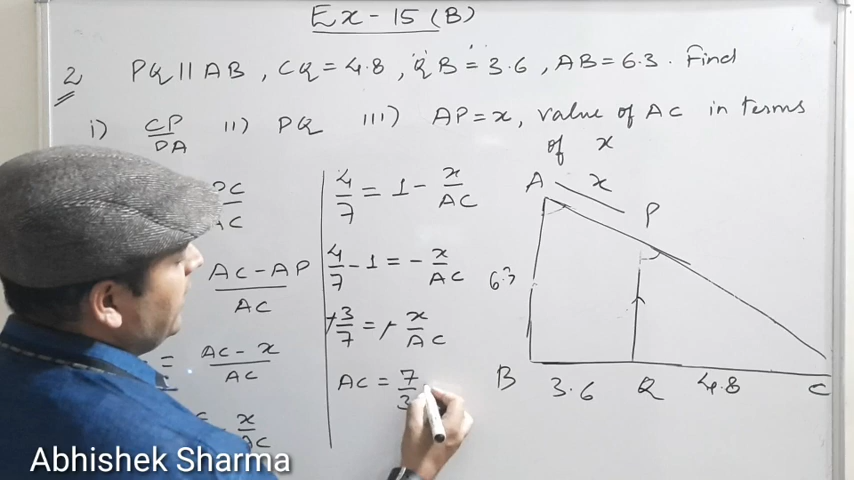 Ex - 15 (B)
2 PQ || AB , CQ = 4.8 , QB = 3.6 , AB = 6.3 . Find
i) CP/PA ii) PQ iii) AP = x, value of AC in terms
of x
AC - AP / AC
= AC - x / AC
x
4/7 = 1 - x/AC
4/7 - 1 = - x/AC
-3/7 = - x/AC
AC = 7/3
A x P
6.3
B 3.6 Q 4.8 C
Abhishek Sharma